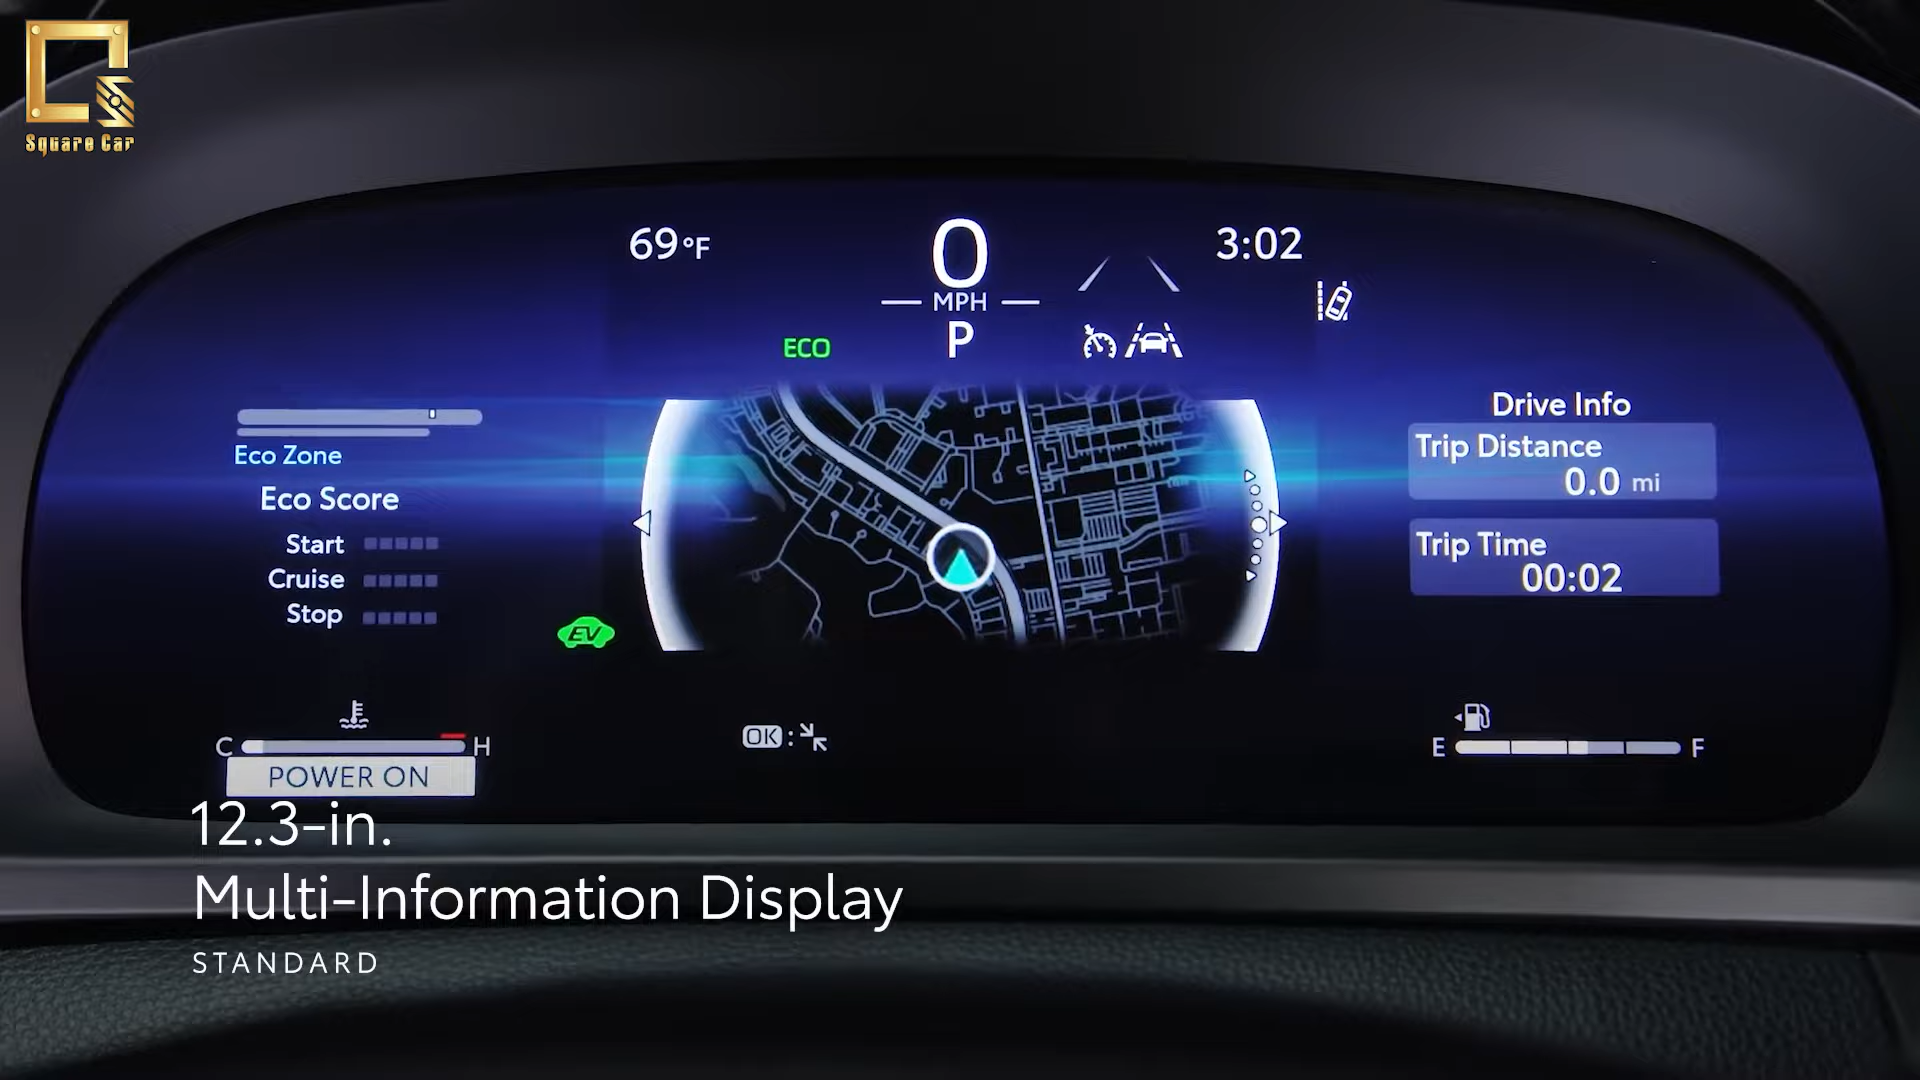 Square Car
69°F
0
MPH
P
3:02
ECO
Eco Zone
Eco Score
Start
Cruise
Stop
EV
Drive Info
Trip Distance
0.0 mi
Trip Time
00:02
C H
POWER ON
OK :
E F
12.3-in.
Multi-Information Display
STANDARD